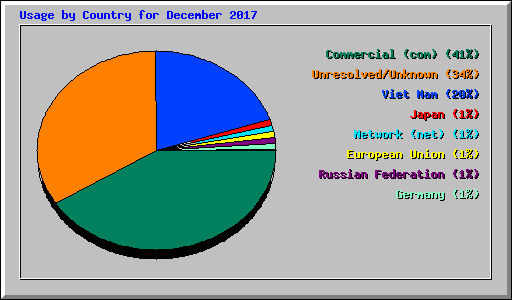 Usage by Country for December 2017
Commercial (com) (41%)
Unresolved/Unknown (34%)
Viet Nam (20%)
Japan (1%)
Network (net) (1%)
European Union (1%)
Russian Federation (1%)
Germany (1%)